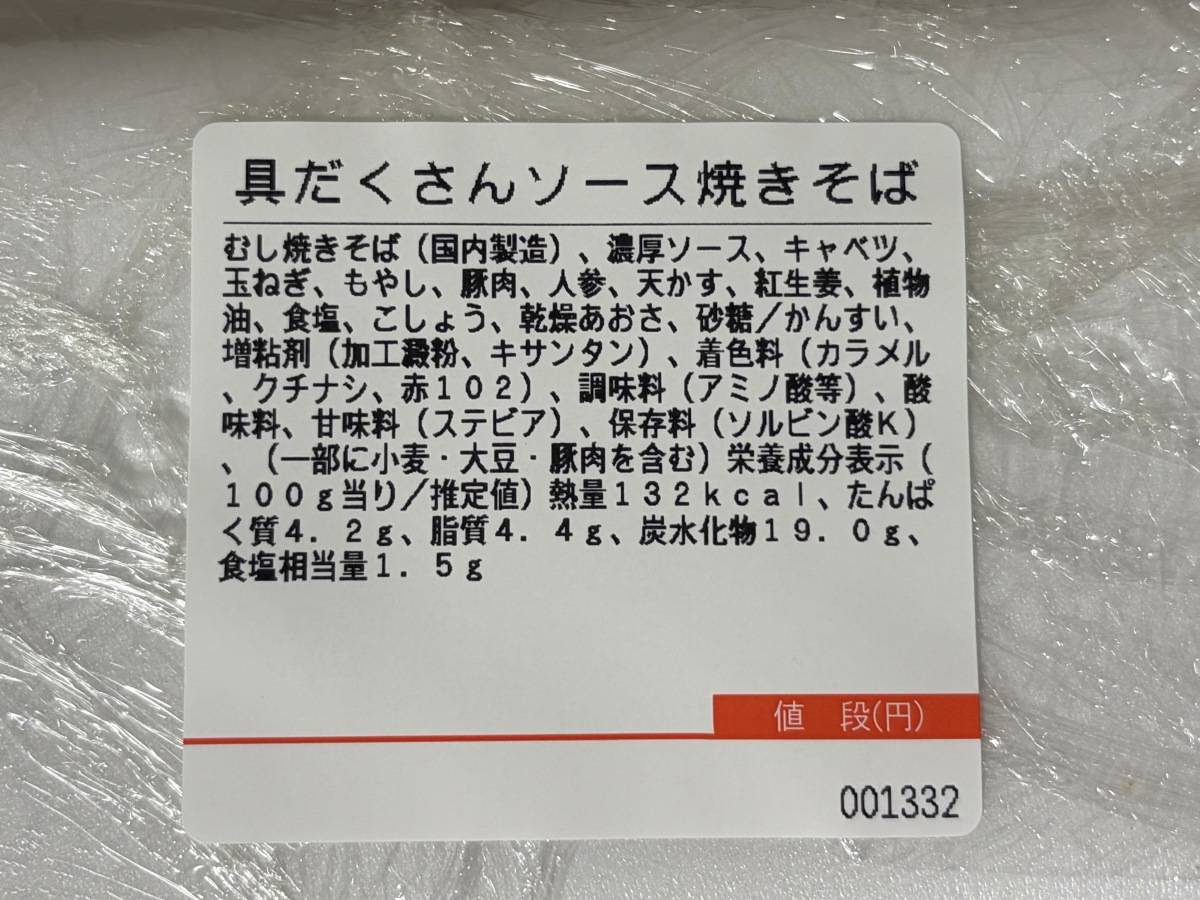 具だくさんソース焼きそば
むし焼きそば（国内製造）、濃厚ソース、キャベツ、
玉ねぎ、もやし、豚肉、人参、天かす、紅生姜、植物
油、食塩、こしょう、乾燥あおさ、砂糖／かんすい、
増粘剤（加工澱粉、キサンタン）、着色料（カラメル
、クチナシ、赤１０２）、調味料（アミノ酸等）、酸
味料、甘味料（ステビア）、保存料（ソルビン酸Ｋ）
、（一部に小麦・大豆・豚肉を含む）栄養成分表示（
１００ｇ当り／推定値）熱量１３２ｋｃａｌ、たんぱ
く質４．２ｇ、脂質４．４ｇ、炭水化物１９．０ｇ、
食塩相当量１．５ｇ
値　段(円)
001332